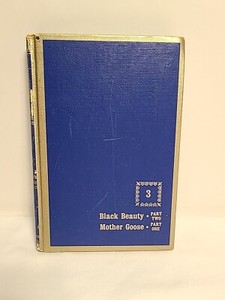 3
Black Beauty • PART TWO
Mother Goose • PART ONE